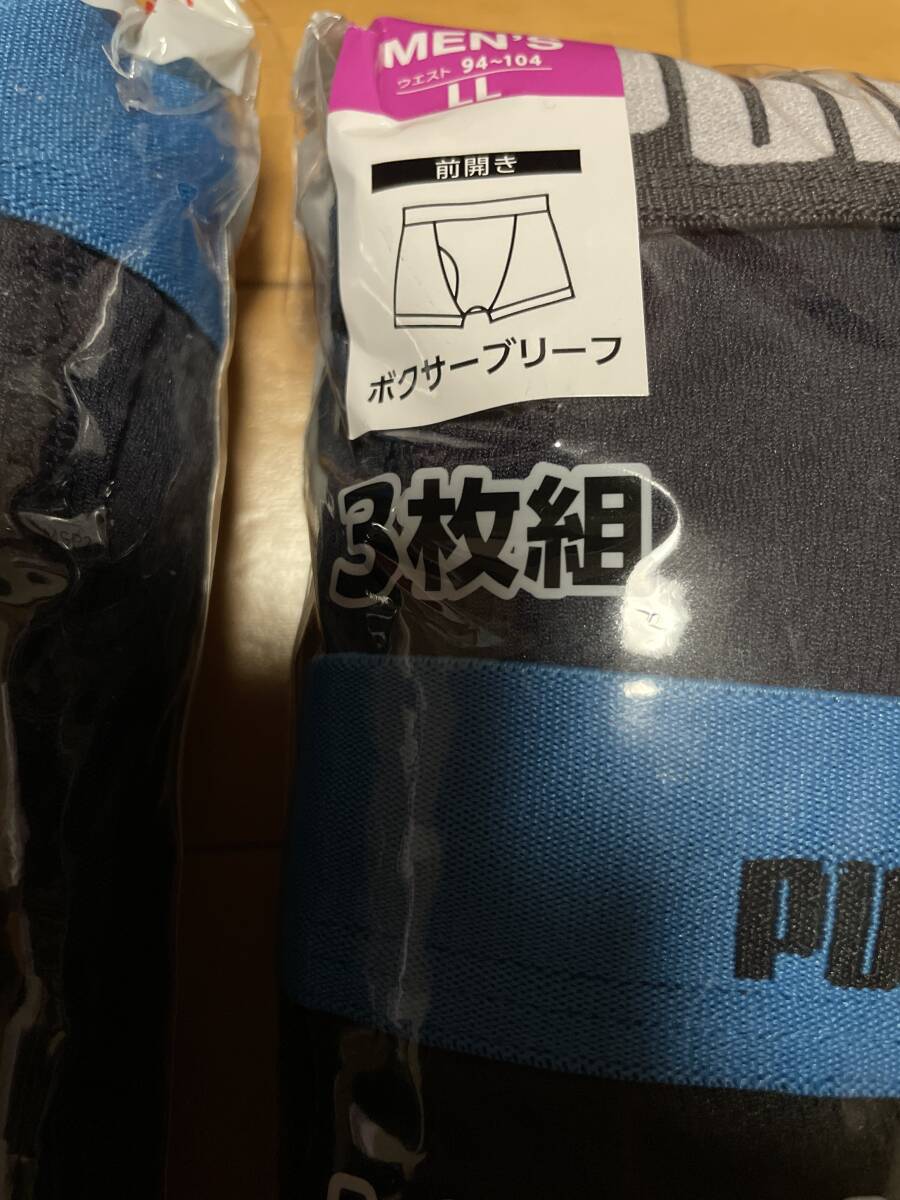 MEN'S
ウエスト 94~104
LL
前開き
ボクサーブリーフ
3枚組